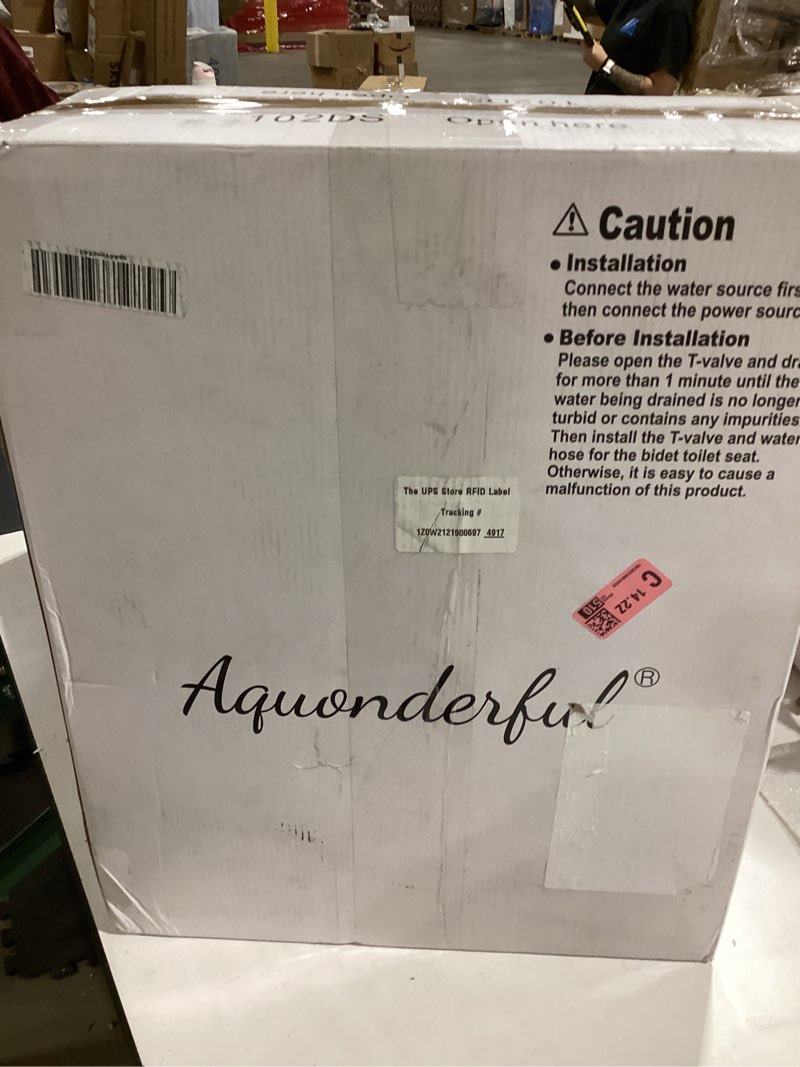 102DS Open here
⚠ Caution
● Installation
Connect the water source firs
then connect the power sourc
● Before Installation
Please open the T-valve and dra
for more than 1 minute until the
water being drained is no longer
turbid or contains any impurities
Then install the T-valve and water
hose for the bidet toilet seat.
Otherwise, it is easy to cause a
malfunction of this product.
The UPS Store RFID Label
Tracking #
1Z0W2121900697 4917
C 14.22
510
Aquonderful®